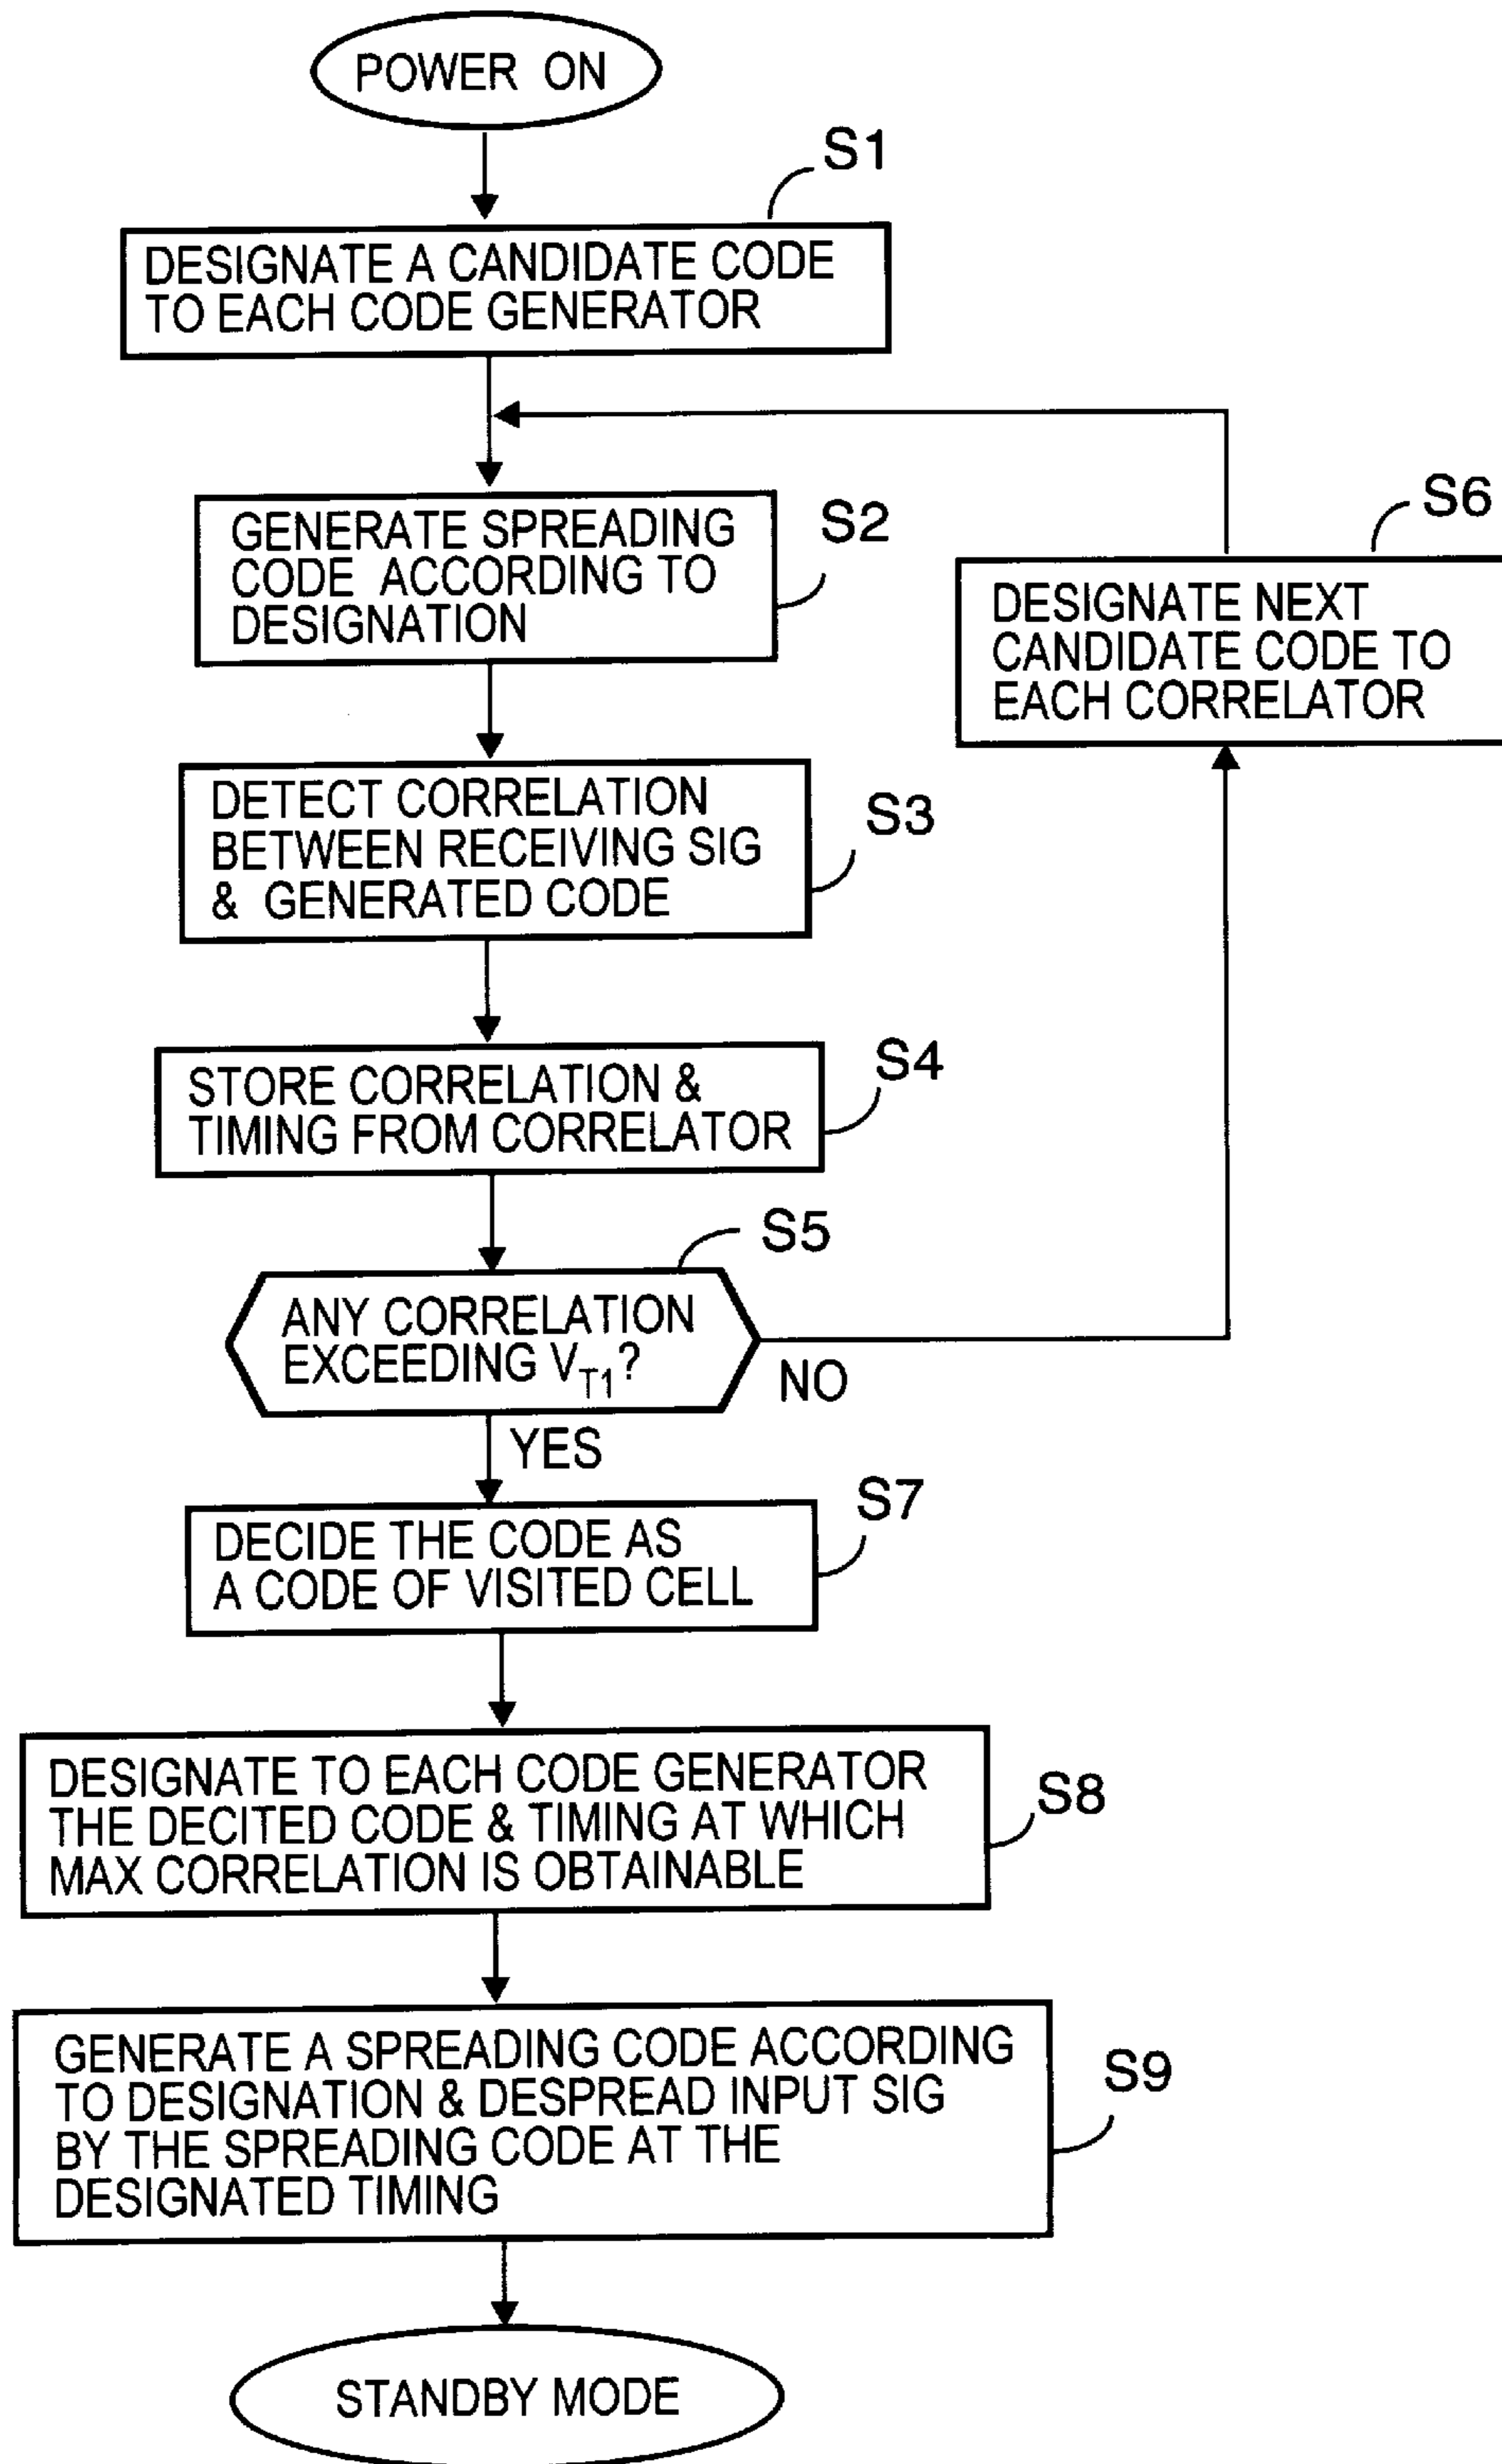 POWER ON
S1
DESIGNATE A CANDIDATE CODE
TO EACH CODE GENERATOR
S2
GENERATE SPREADING
CODE ACCORDING TO
DESIGNATION
S6
DESIGNATE NEXT
CANDIDATE CODE TO
EACH CORRELATOR
S3
DETECT CORRELATION
BETWEEN RECEIVING SIG
& GENERATED CODE
S4
STORE CORRELATION &
TIMING FROM CORRELATOR
S5
ANY CORRELATION
EXCEEDING VT1?
NO
YES
S7
DECIDE THE CODE AS
A CODE OF VISITED CELL
S8
DESIGNATE TO EACH CODE GENERATOR
THE DECITED CODE & TIMING AT WHICH
MAX CORRELATION IS OBTAINABLE
S9
GENERATE A SPREADING CODE ACCORDING
TO DESIGNATION & DESPREAD INPUT SIG
BY THE SPREADING CODE AT THE
DESIGNATED TIMING
STANDBY MODE